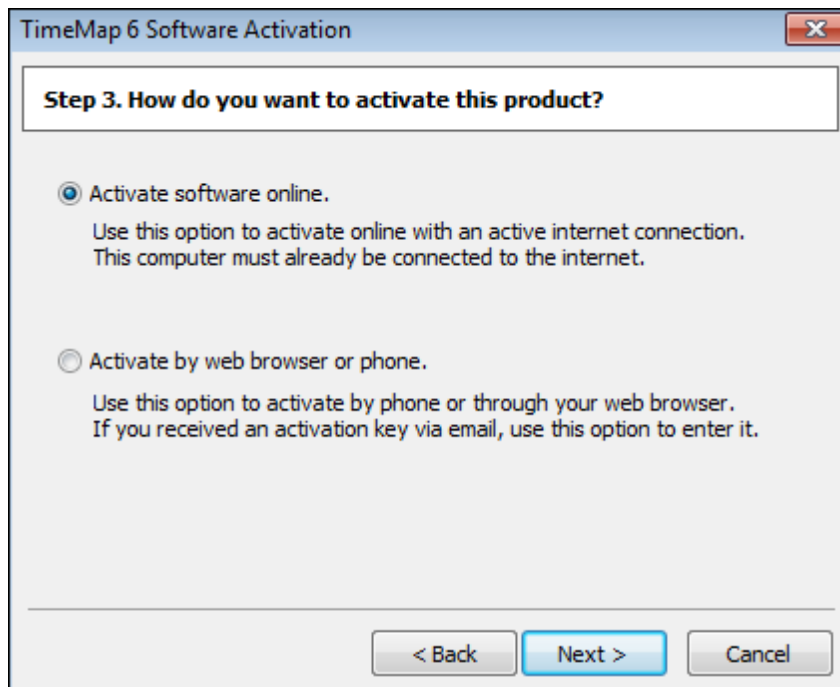 TimeMap 6 Software Activation
Step 3. How do you want to activate this product?
Activate software online.
Use this option to activate online with an active internet connection.
This computer must already be connected to the internet.
Activate by web browser or phone.
Use this option to activate by phone or through your web browser.
If you received an activation key via email, use this option to enter it.
< Back Next > Cancel